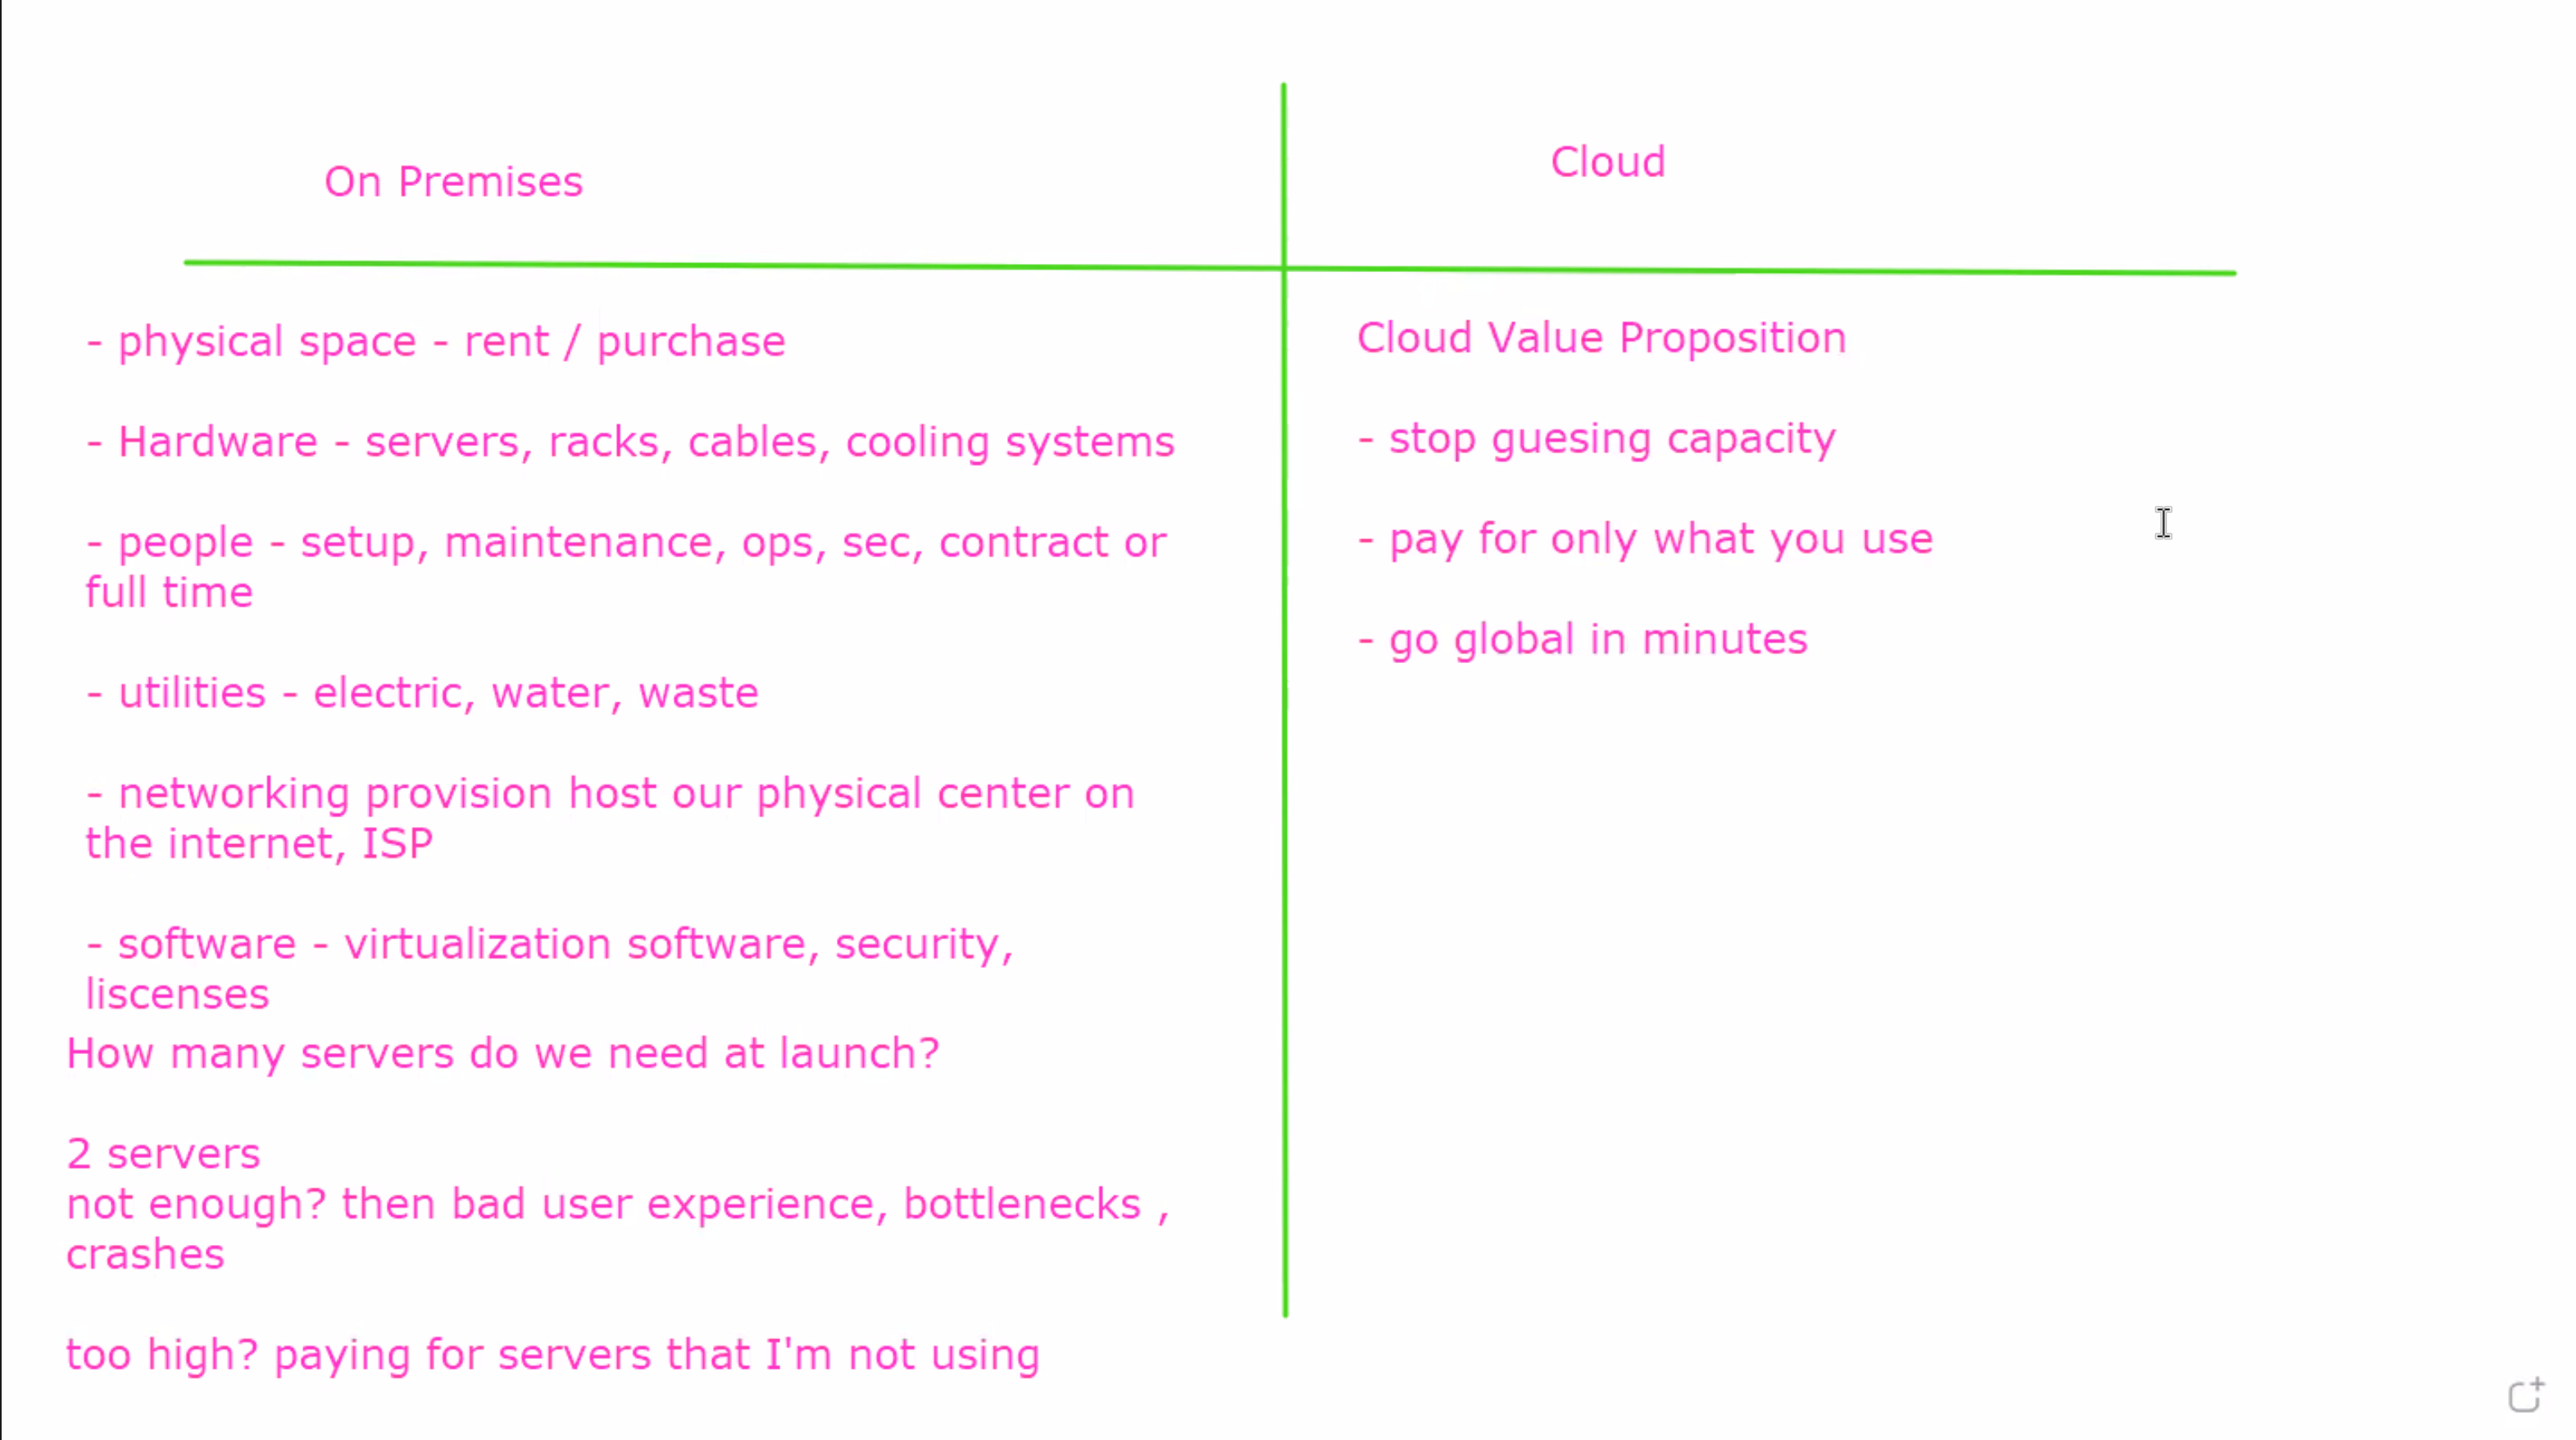 On Premises
- physical space - rent / purchase
- Hardware - servers, racks, cables, cooling systems
- people - setup, maintenance, ops, sec, contract or
full time
- utilities - electric, water, waste
- networking provision host our physical center on
the internet, ISP
- software - virtualization software, security,
liscenses
How many servers do we need at launch?
2 servers
not enough? then bad user experience, bottlenecks ,
crashes
too high? paying for servers that I'm not using
Cloud
Cloud Value Proposition
- stop guesing capacity
- pay for only what you use
- go global in minutes